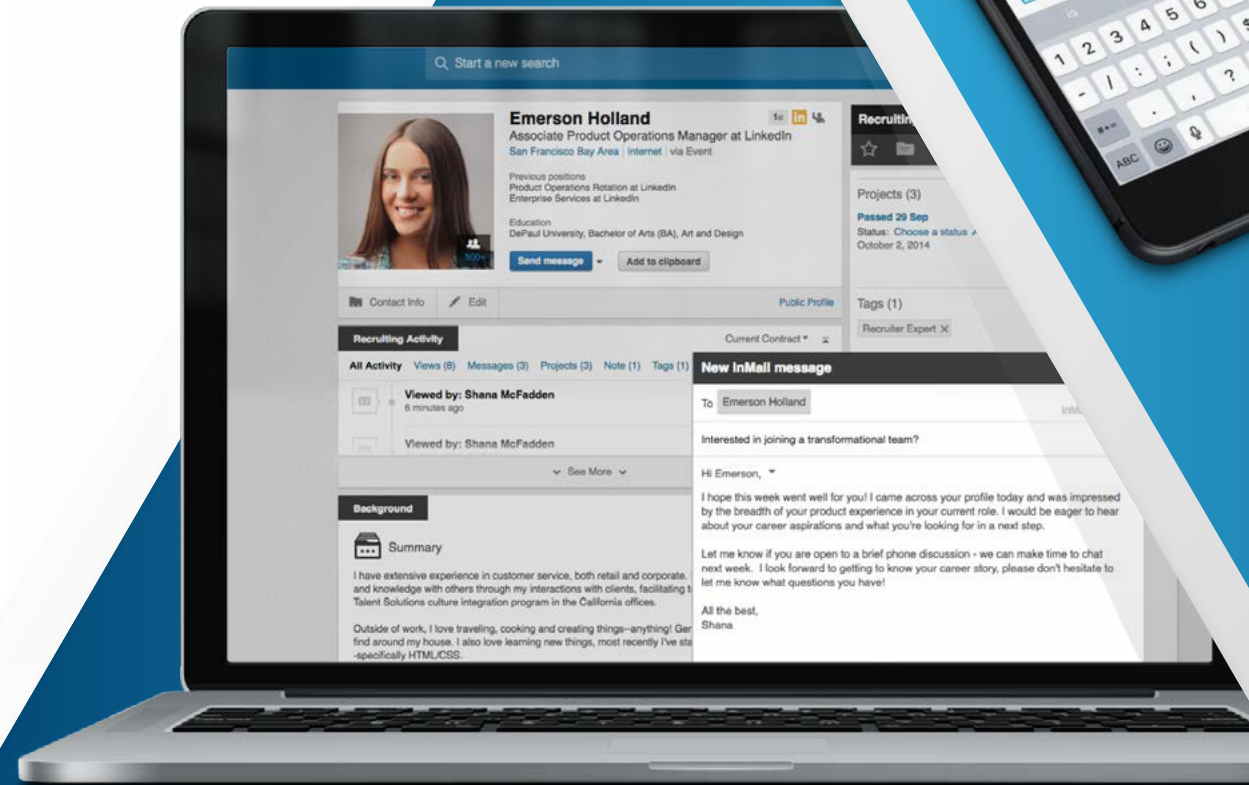 Start a new search
Emerson Holland
1st in
Associate Product Operations Manager at LinkedIn
San Francisco Bay Area | Internet | via Event
Previous positions
Product Operations Rotation at LinkedIn
Enterprise Services at LinkedIn
Education
DePaul University, Bachelor of Arts (BA), Art and Design
500+
Send message
Add to clipboard
Contact Info
Edit
Public Profile
Recruiting Activity
Current Contract
All Activity Views (8) Messages (3) Projects (3) Note (1) Tags (1)
Viewed by: Shana McFadden
6 minutes ago
Viewed by: Shana McFadden
See More
Background
Summary
I have extensive experience in customer service, both retail and corporate.
and knowledge with others through my interactions with clients, facilitating
Talent Solutions culture integration program in the California offices.
Outside of work, I love traveling, cooking and creating things--anything!
find around my house. I also love learning new things, most recently I've
-specifically HTML/CSS.
Projects (3)
Passed 29 Sep
Status: Choose a status
October 2, 2014
Tags (1)
Recruiter Expert X
New InMail message
To Emerson Holland
Interested in joining a transformational team?
Hi Emerson,
I hope this week went well for you! I came across your profile today and was impressed
by the breadth of your product experience in your current role. I would be eager to hear
about your career aspirations and what you're looking for in a next step.
Let me know if you are open to a brief phone discussion - we can make time to chat
next week. I look forward to getting to know your career story, please don't hesitate to
let me know what questions you have!
All the best,
Shana
is
1 2 3 4 5 6
- / : ; ( ) $
#+= . , ?
ABC